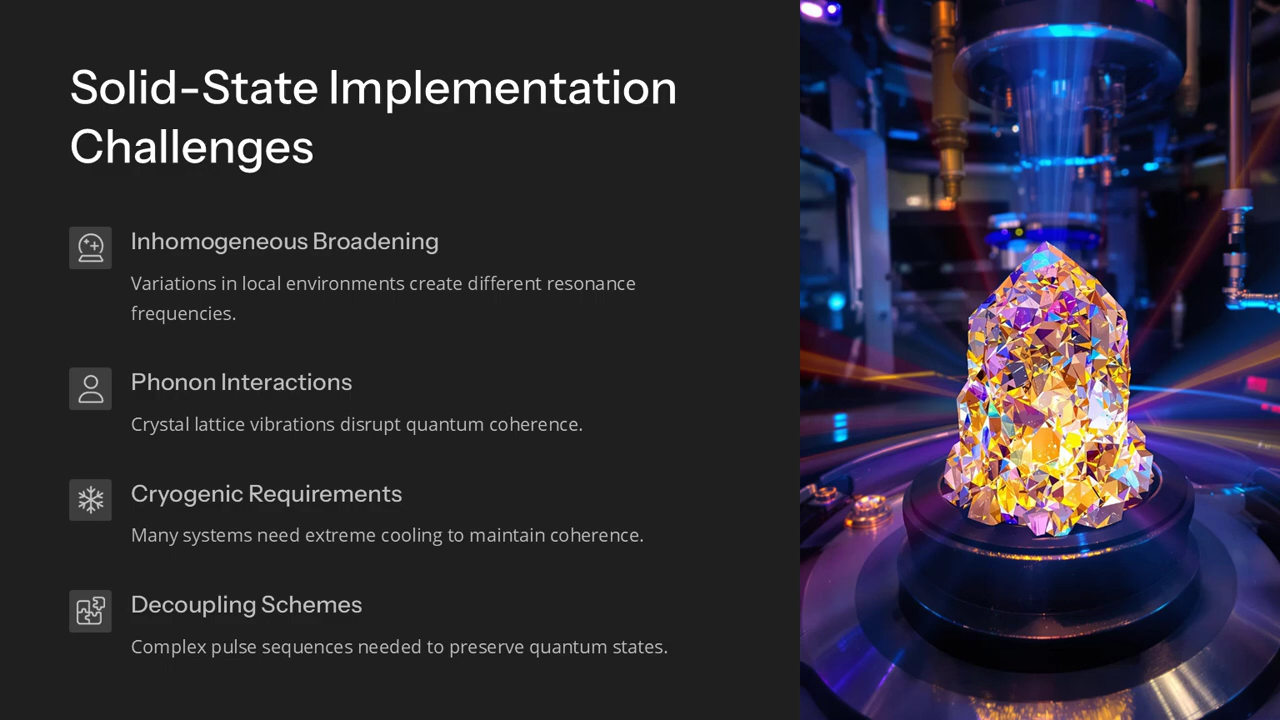 Solid-State Implementation
Challenges
Inhomogeneous Broadening
Variations in local environments create different resonance
frequencies.
Phonon Interactions
Crystal lattice vibrations disrupt quantum coherence.
Cryogenic Requirements
Many systems need extreme cooling to maintain coherence.
Decoupling Schemes
Complex pulse sequences needed to preserve quantum states.